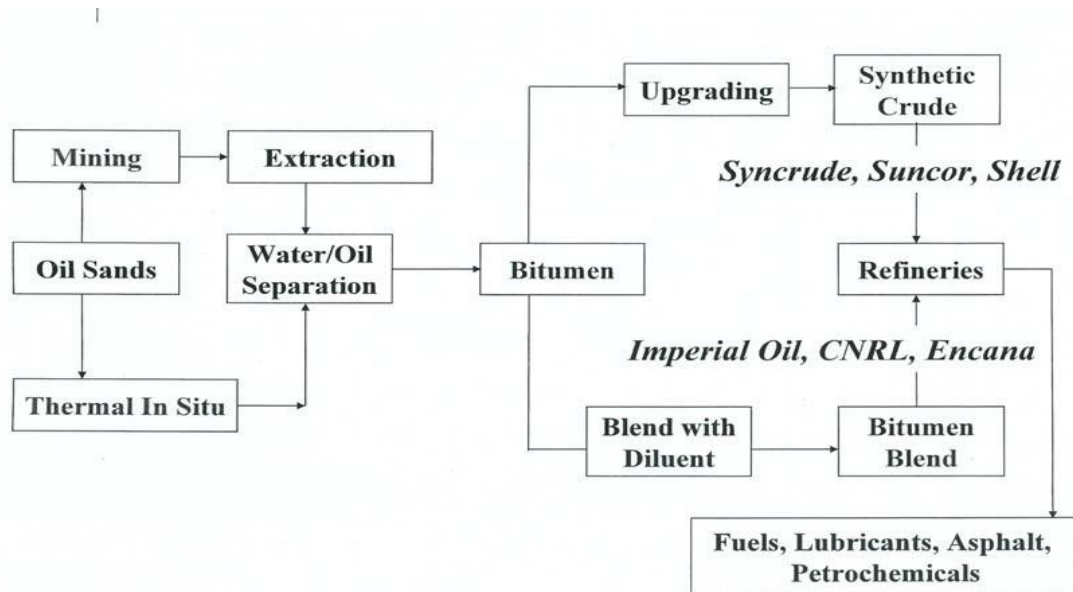 Upgrading
Synthetic
Crude
Mining
Extraction
Syncrude, Suncor, Shell
Oil Sands
Water/Oil
Separation
Bitumen
Refineries
Imperial Oil, CNRL, Encana
Thermal In Situ
Blend with
Diluent
Bitumen
Blend
Fuels, Lubricants, Asphalt,
Petrochemicals